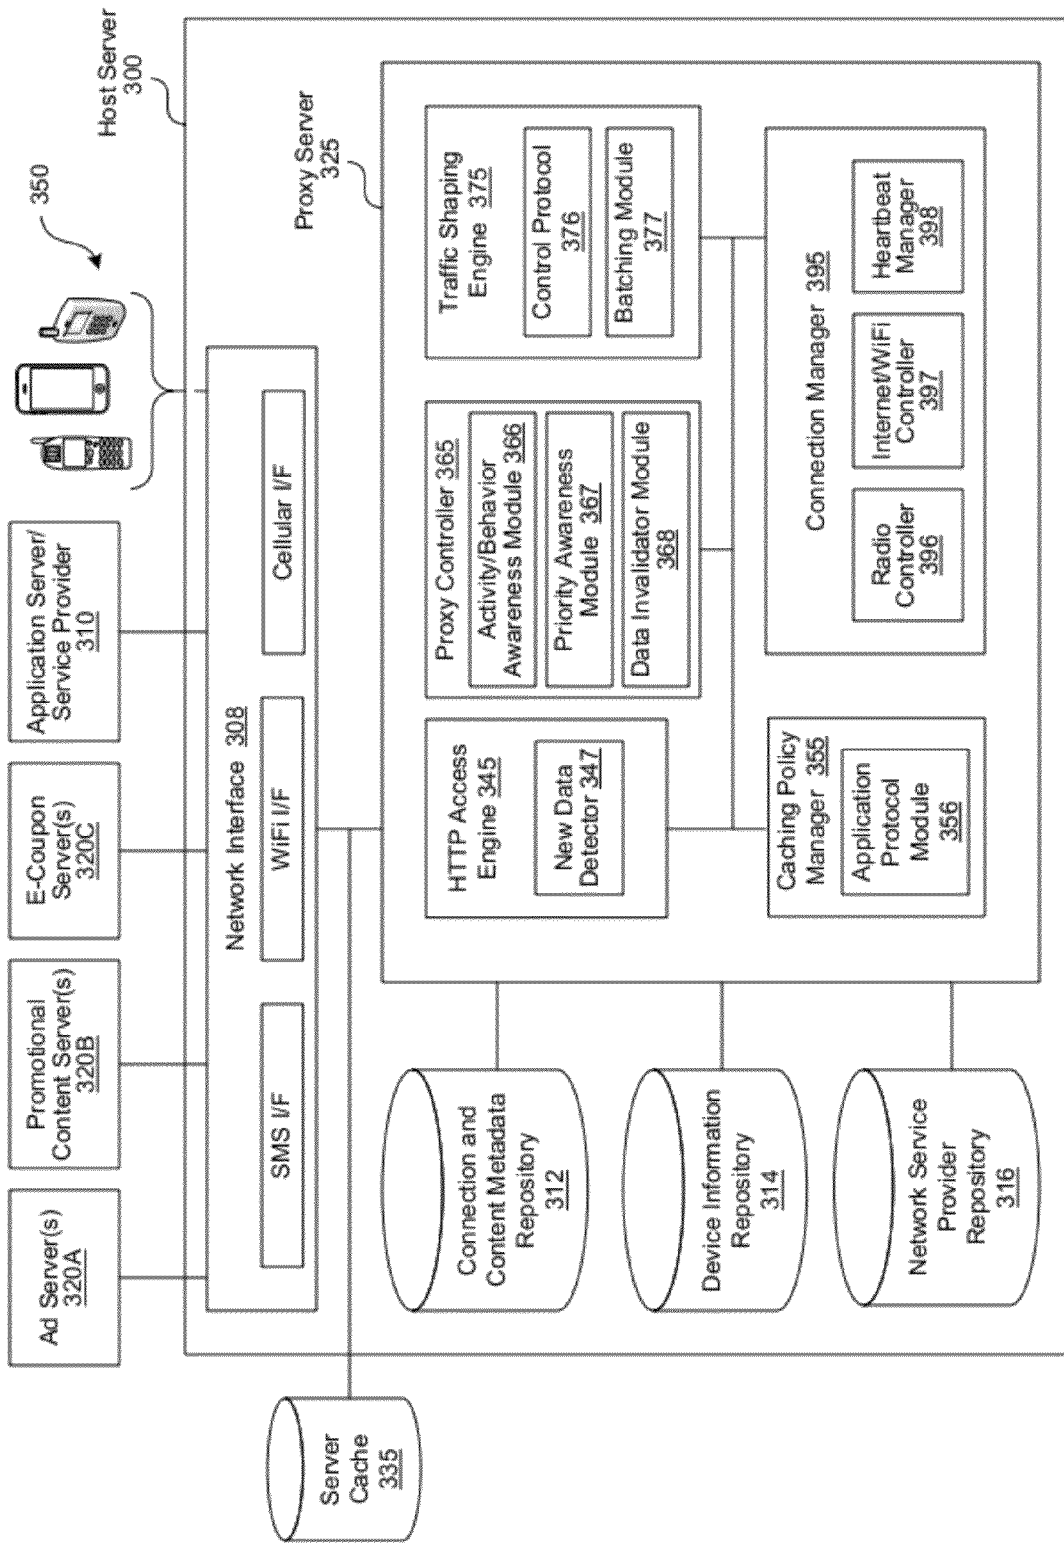 Ad Server(s)
320A
Promotional
Content Server(s)
320B
E-Coupon
Server(s)
320C
Application Server/
Service Provider
310
350
Host Server
300
Network Interface 308
SMS I/F
WiFi I/F
Cellular I/F
Server
Cache
335
Proxy Server
325
Connection and
Content Metadata
Repository
312
Device Information
Repository
314
Network Service
Provider
Repository
316
HTTP Access
Engine 345
New Data
Detector 347
Proxy Controller 365
Activity/Behavior
Awareness Module 366
Priority Awareness
Module 367
Data Invalidator Module
368
Traffic Shaping
Engine 375
Control Protocol
376
Batching Module
377
Caching Policy
Manager 355
Application
Protocol
Module
356
Connection Manager 395
Radio
Controller
396
Internet/WiFi
Controller
397
Heartbeat
Manager
398